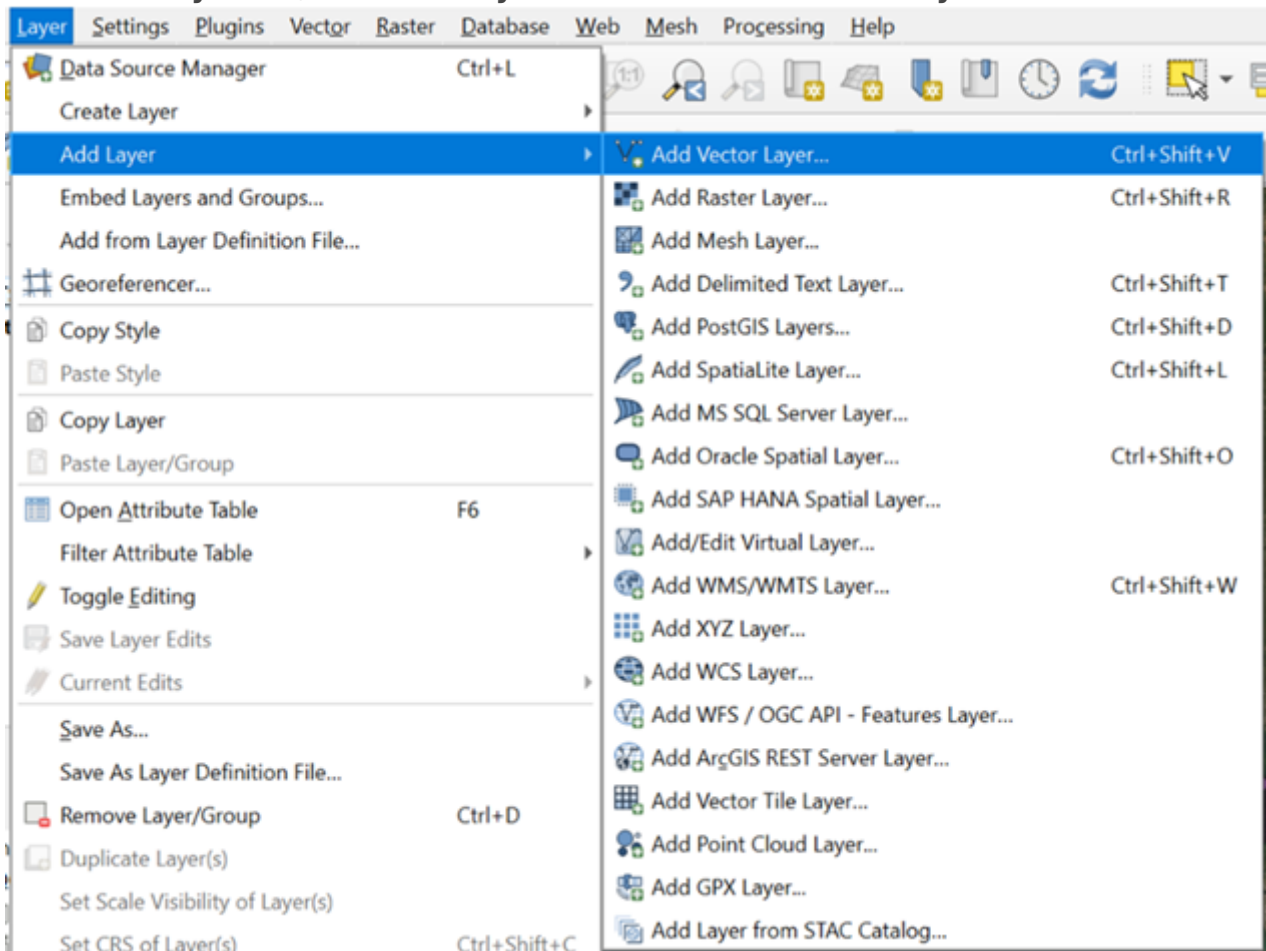 Layer Settings Plugins Vector Raster Database Web Mesh Processing Help
Data Source Manager Ctrl+L
Create Layer
Add Layer
Embed Layers and Groups...
Add from Layer Definition File...
Georeferencer...
Copy Style
Paste Style
Copy Layer
Paste Layer/Group
Open Attribute Table F6
Filter Attribute Table
Toggle Editing
Save Layer Edits
Current Edits
Save As...
Save As Layer Definition File...
Remove Layer/Group Ctrl+D
Duplicate Layer(s)
Set Scale Visibility of Layer(s)
Set CRS of Layer(s) Ctrl+Shift+C
1:1
Add Vector Layer... Ctrl+Shift+V
Add Raster Layer... Ctrl+Shift+R
Add Mesh Layer...
Add Delimited Text Layer... Ctrl+Shift+T
Add PostGIS Layers... Ctrl+Shift+D
Add SpatiaLite Layer... Ctrl+Shift+L
Add MS SQL Server Layer...
Add Oracle Spatial Layer... Ctrl+Shift+O
Add SAP HANA Spatial Layer...
Add/Edit Virtual Layer...
Add WMS/WMTS Layer... Ctrl+Shift+W
Add XYZ Layer...
Add WCS Layer...
Add WFS / OGC API - Features Layer...
Add ArcGIS REST Server Layer...
Add Vector Tile Layer...
Add Point Cloud Layer...
Add GPX Layer...
Add Layer from STAC Catalog...